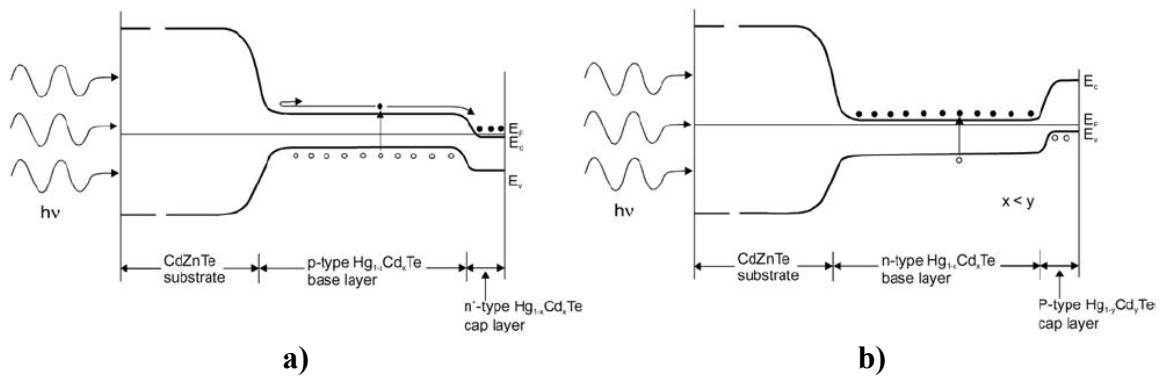 E_F
E_c
E_v
hν
CdZnTe
substrate
p-type Hg₁₋ₓCdₓTe
base layer
n⁺-type Hg₁₋ₓCdₓTe
cap layer
a)
E_c
E_F
E_v
x < y
hν
CdZnTe
substrate
n-type Hg₁₋ₓCdₓTe
base layer
P-type Hg₁₋yCdyTe
cap layer
b)